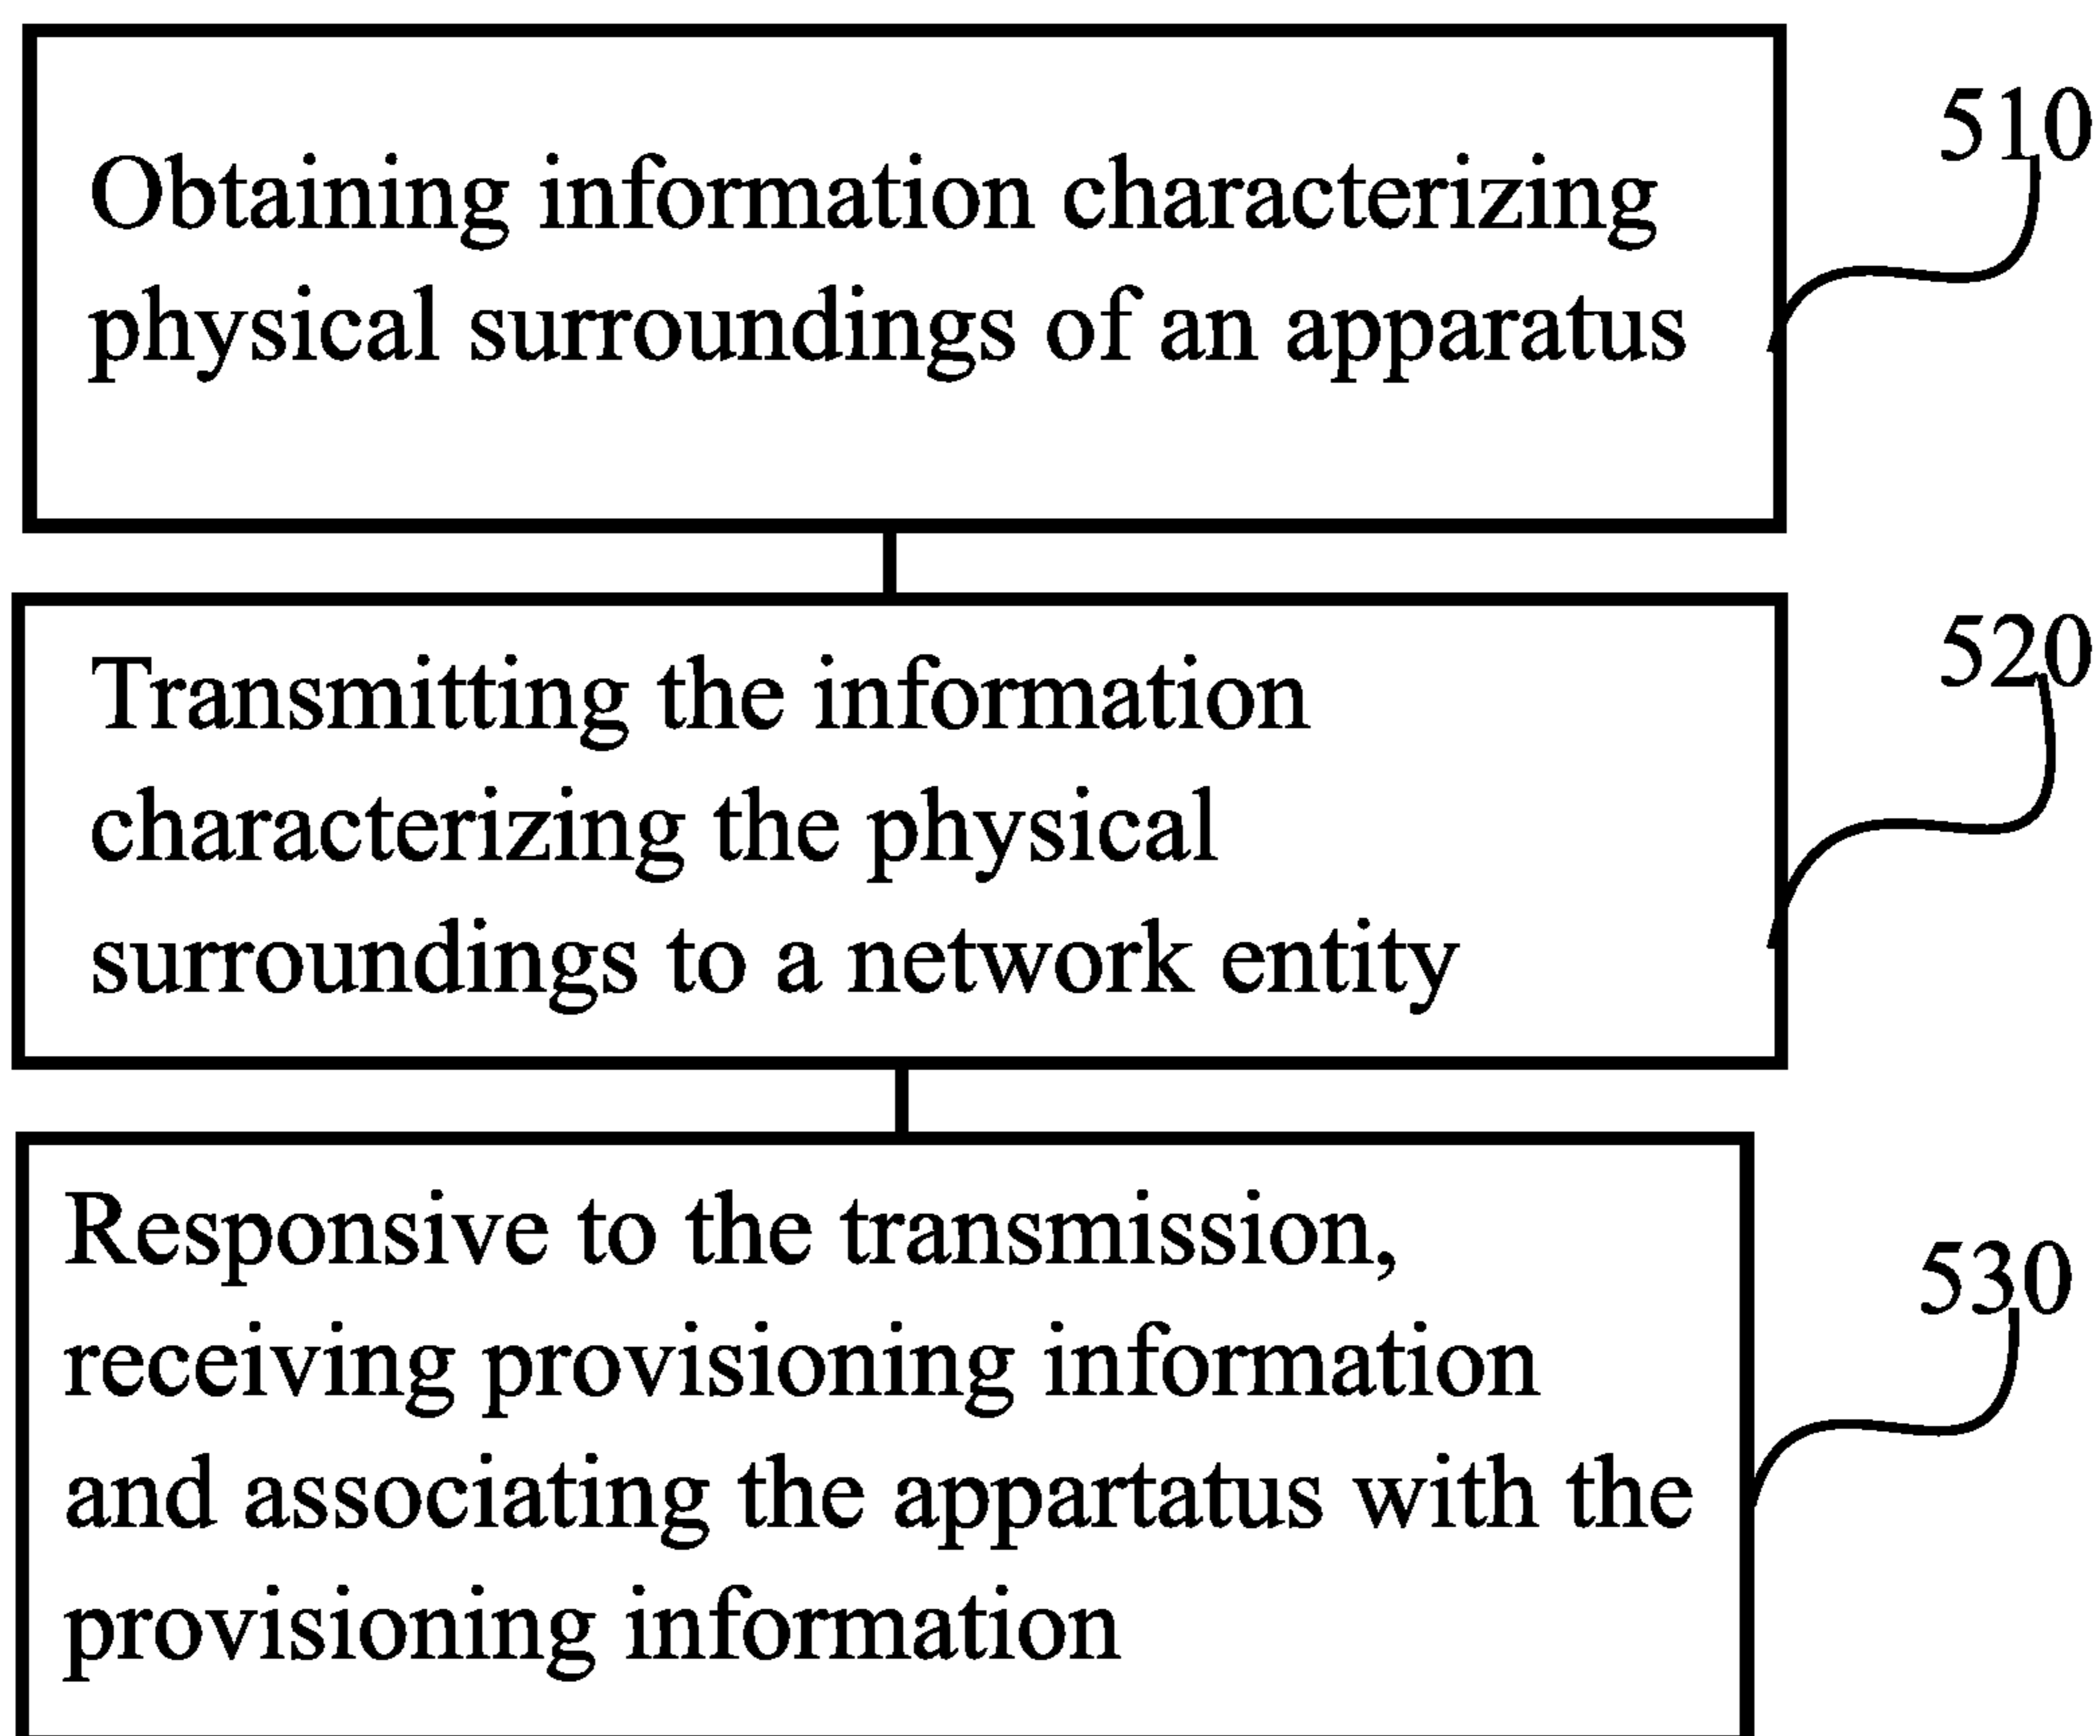 510
Obtaining information characterizing
physical surroundings of an apparatus
520
Transmitting the information
characterizing the physical
surroundings to a network entity
530
Responsive to the transmission,
receiving provisioning information
and associating the appartatus with the
provisioning information